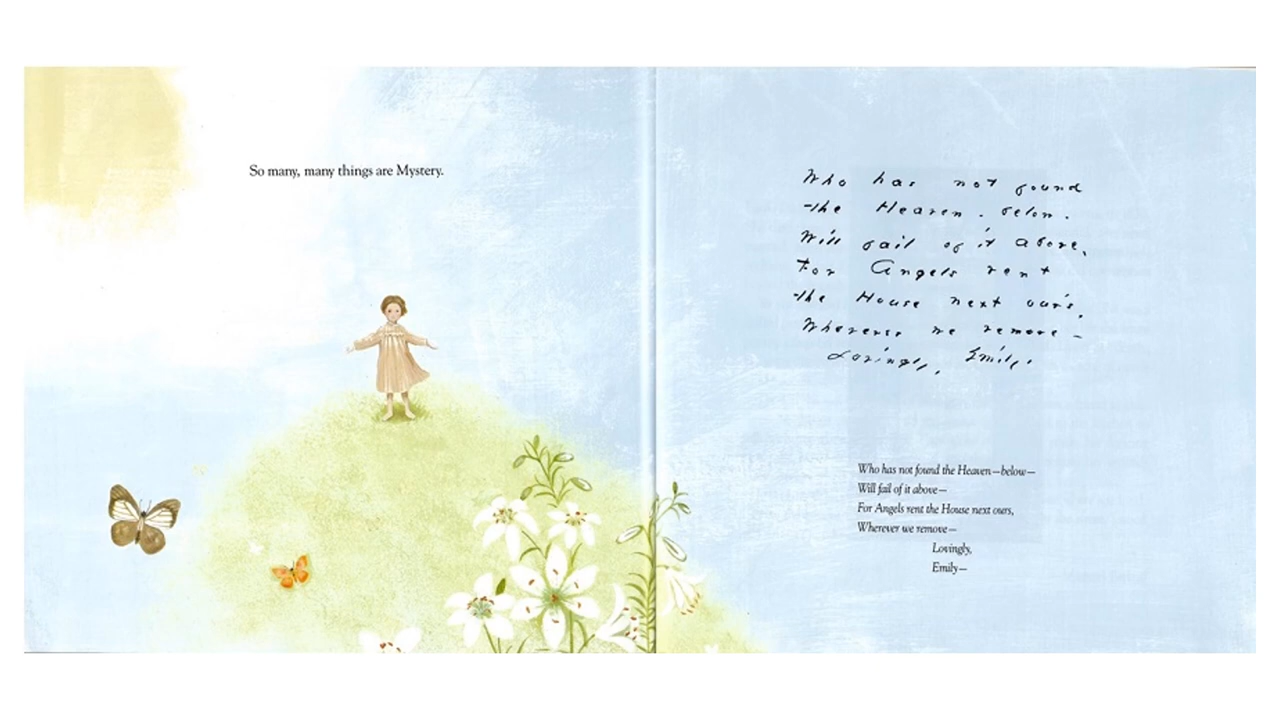 So many, many things are Mystery.
Who has not found
the Heaven - below -
Will fail of it above,
For Angels rent
the House next our's,
Wherever we remove -
Lovingly, Emily.
Who has not found the Heaven—below—
Will fail of it above—
For Angels rent the House next ours,
Wherever we remove—
Lovingly,
Emily—